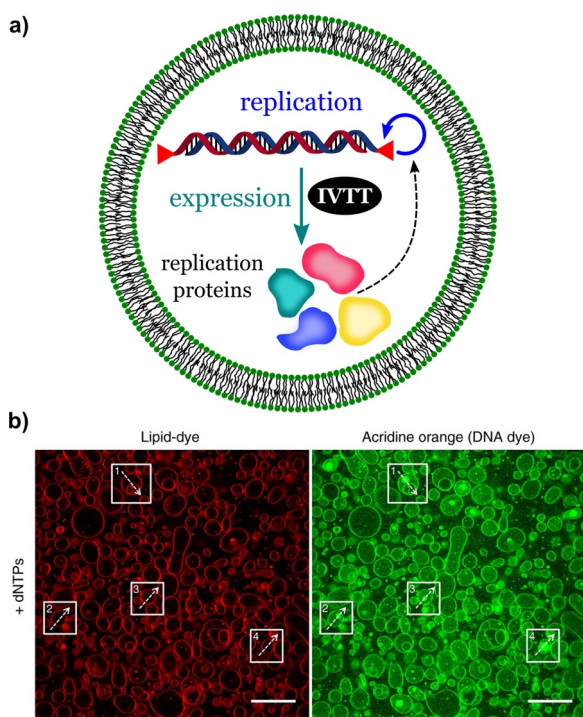 a)
replication
expression
IVTT
replication
proteins
b)
Lipid-dye
Acridine orange (DNA dye)
+ dNTPs
1
2
3
4
1
2
3
4